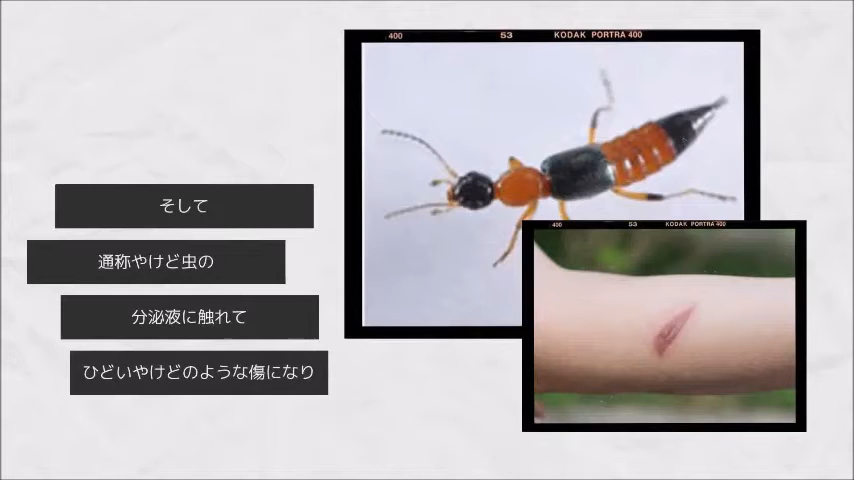 400 53 KODAK PORTRA 400
そして
通称やけど虫の
分泌液に触れて
ひどいやけどのような傷になり
400 53 KODAK PORTRA 400